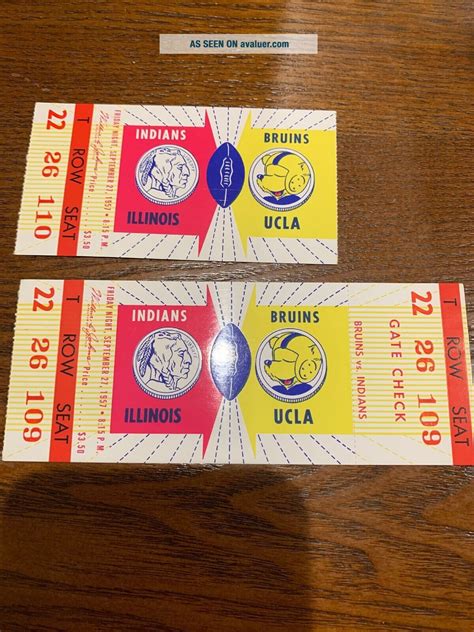 AS SEEN ON avaluer.com
T ROW SEAT
22 26 110
FRIDAY NIGHT, SEPTEMBER 27, 1957 • 8:15 P.M.
Price $3.50
INDIANS
ILLINOIS
BRUINS
UCLA
T ROW SEAT
22 26 109
FRIDAY NIGHT, SEPTEMBER 27, 1957 • 8:15 P.M.
Price $3.50
INDIANS
ILLINOIS
BRUINS
UCLA
BRUINS vs. INDIANS
GATE CHECK
22 26 109
T ROW SEAT